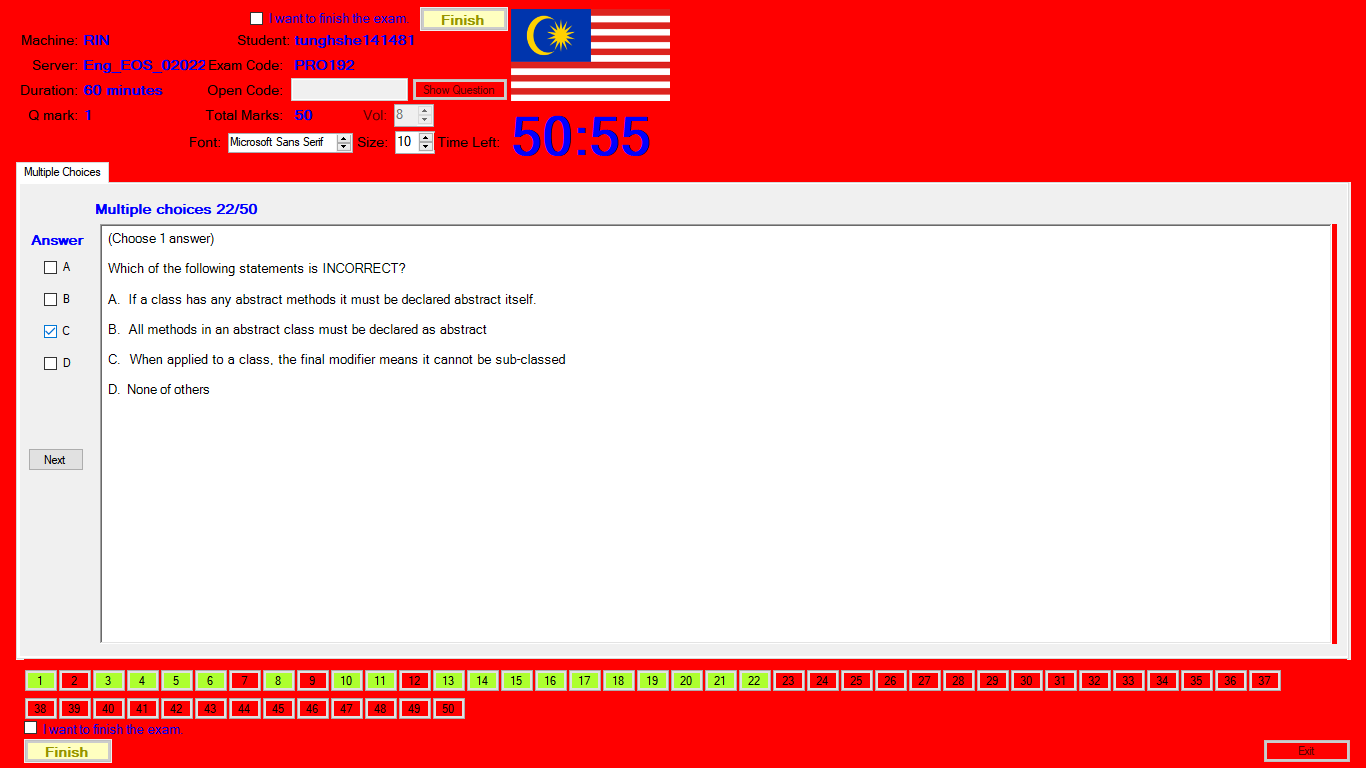 I want to finish the exam. Finish
Machine: RIN Student: tunghshe141481
Server: Eng_EOS_02022 Exam Code: PRO192
Duration: 60 minutes Open Code: Show Question
Q mark: 1 Total Marks: 50 Vol: 8
Font: Microsoft Sans Serif Size: 10 Time Left: 50:55
Multiple Choices
Multiple choices 22/50
Answer
A
B
C
D
Next
(Choose 1 answer)
Which of the following statements is INCORRECT?
A. If a class has any abstract methods it must be declared abstract itself.
B. All methods in an abstract class must be declared as abstract
C. When applied to a class, the final modifier means it cannot be sub-classed
D. None of others
1 2 3 4 5 6 7 8 9 10 11 12 13 14 15 16 17 18 19 20 21 22 23 24 25 26 27 28 29 30 31 32 33 34 35 36 37
38 39 40 41 42 43 44 45 46 47 48 49 50
I want to finish the exam.
Finish Exit